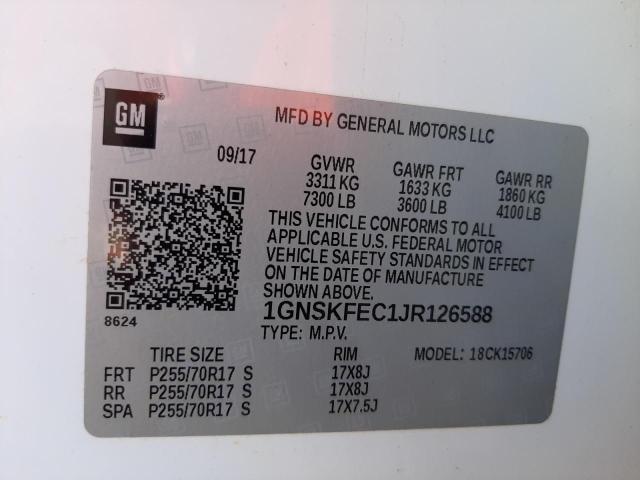 GM
MFD BY GENERAL MOTORS LLC
09/17
GVWR GAWR FRT GAWR RR
3311 KG 1633 KG 1860 KG
7300 LB 3600 LB 4100 LB
THIS VEHICLE CONFORMS TO ALL
APPLICABLE U.S. FEDERAL MOTOR
VEHICLE SAFETY STANDARDS IN EFFECT
ON THE DATE OF MANUFACTURE
SHOWN ABOVE.
8624
1GNSKFEC1JR126588
TYPE: M.P.V.
TIRE SIZE RIM MODEL: 18CK15706
FRT P255/70R17 S 17X8J
RR P255/70R17 S 17X8J
SPA P255/70R17 S 17X7.5J